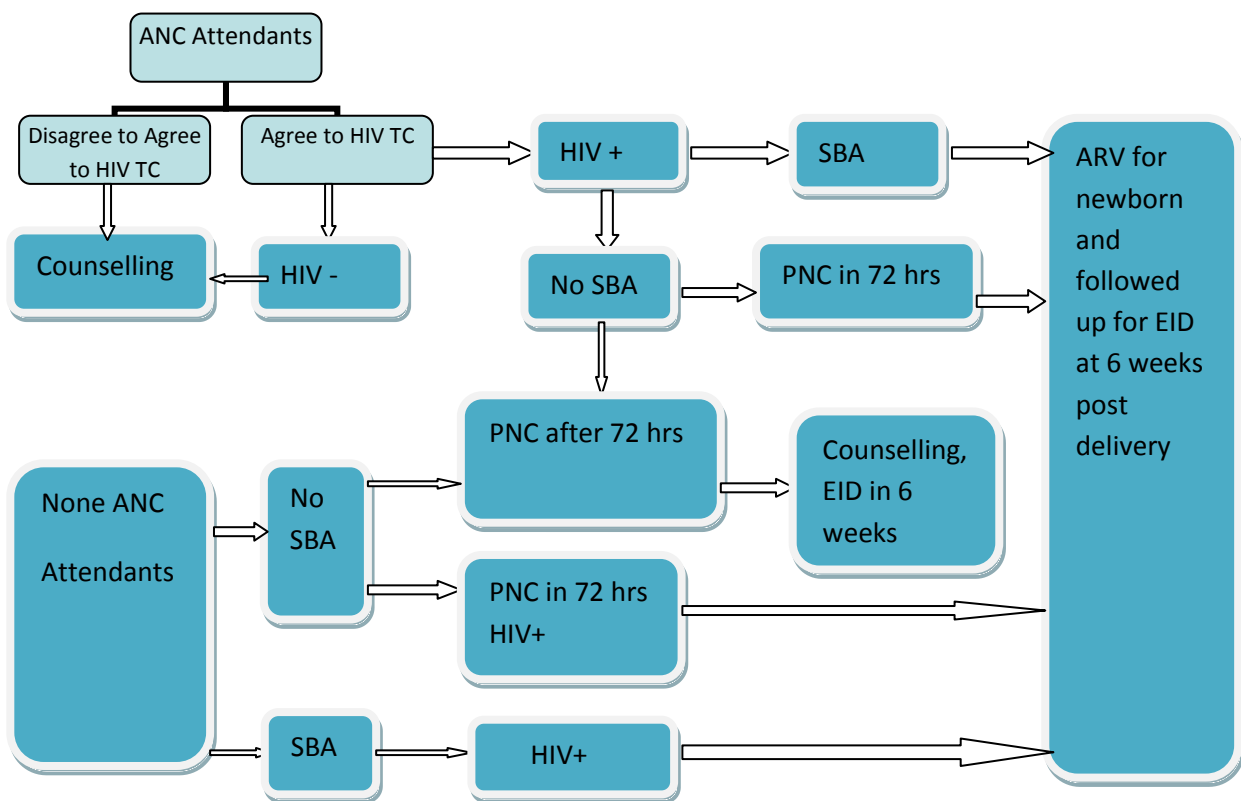 ANC Attendants
Disagree to Agree
to HIV TC
Agree to HIV TC
HIV +
SBA
ARV for
newborn
and
followed
up for EID
at 6 weeks
post
delivery
Counselling
HIV -
No SBA
PNC in 72 hrs
PNC after 72 hrs
Counselling,
EID in 6
weeks
None ANC
Attendants
No
SBA
PNC in 72 hrs
HIV+
SBA
HIV+